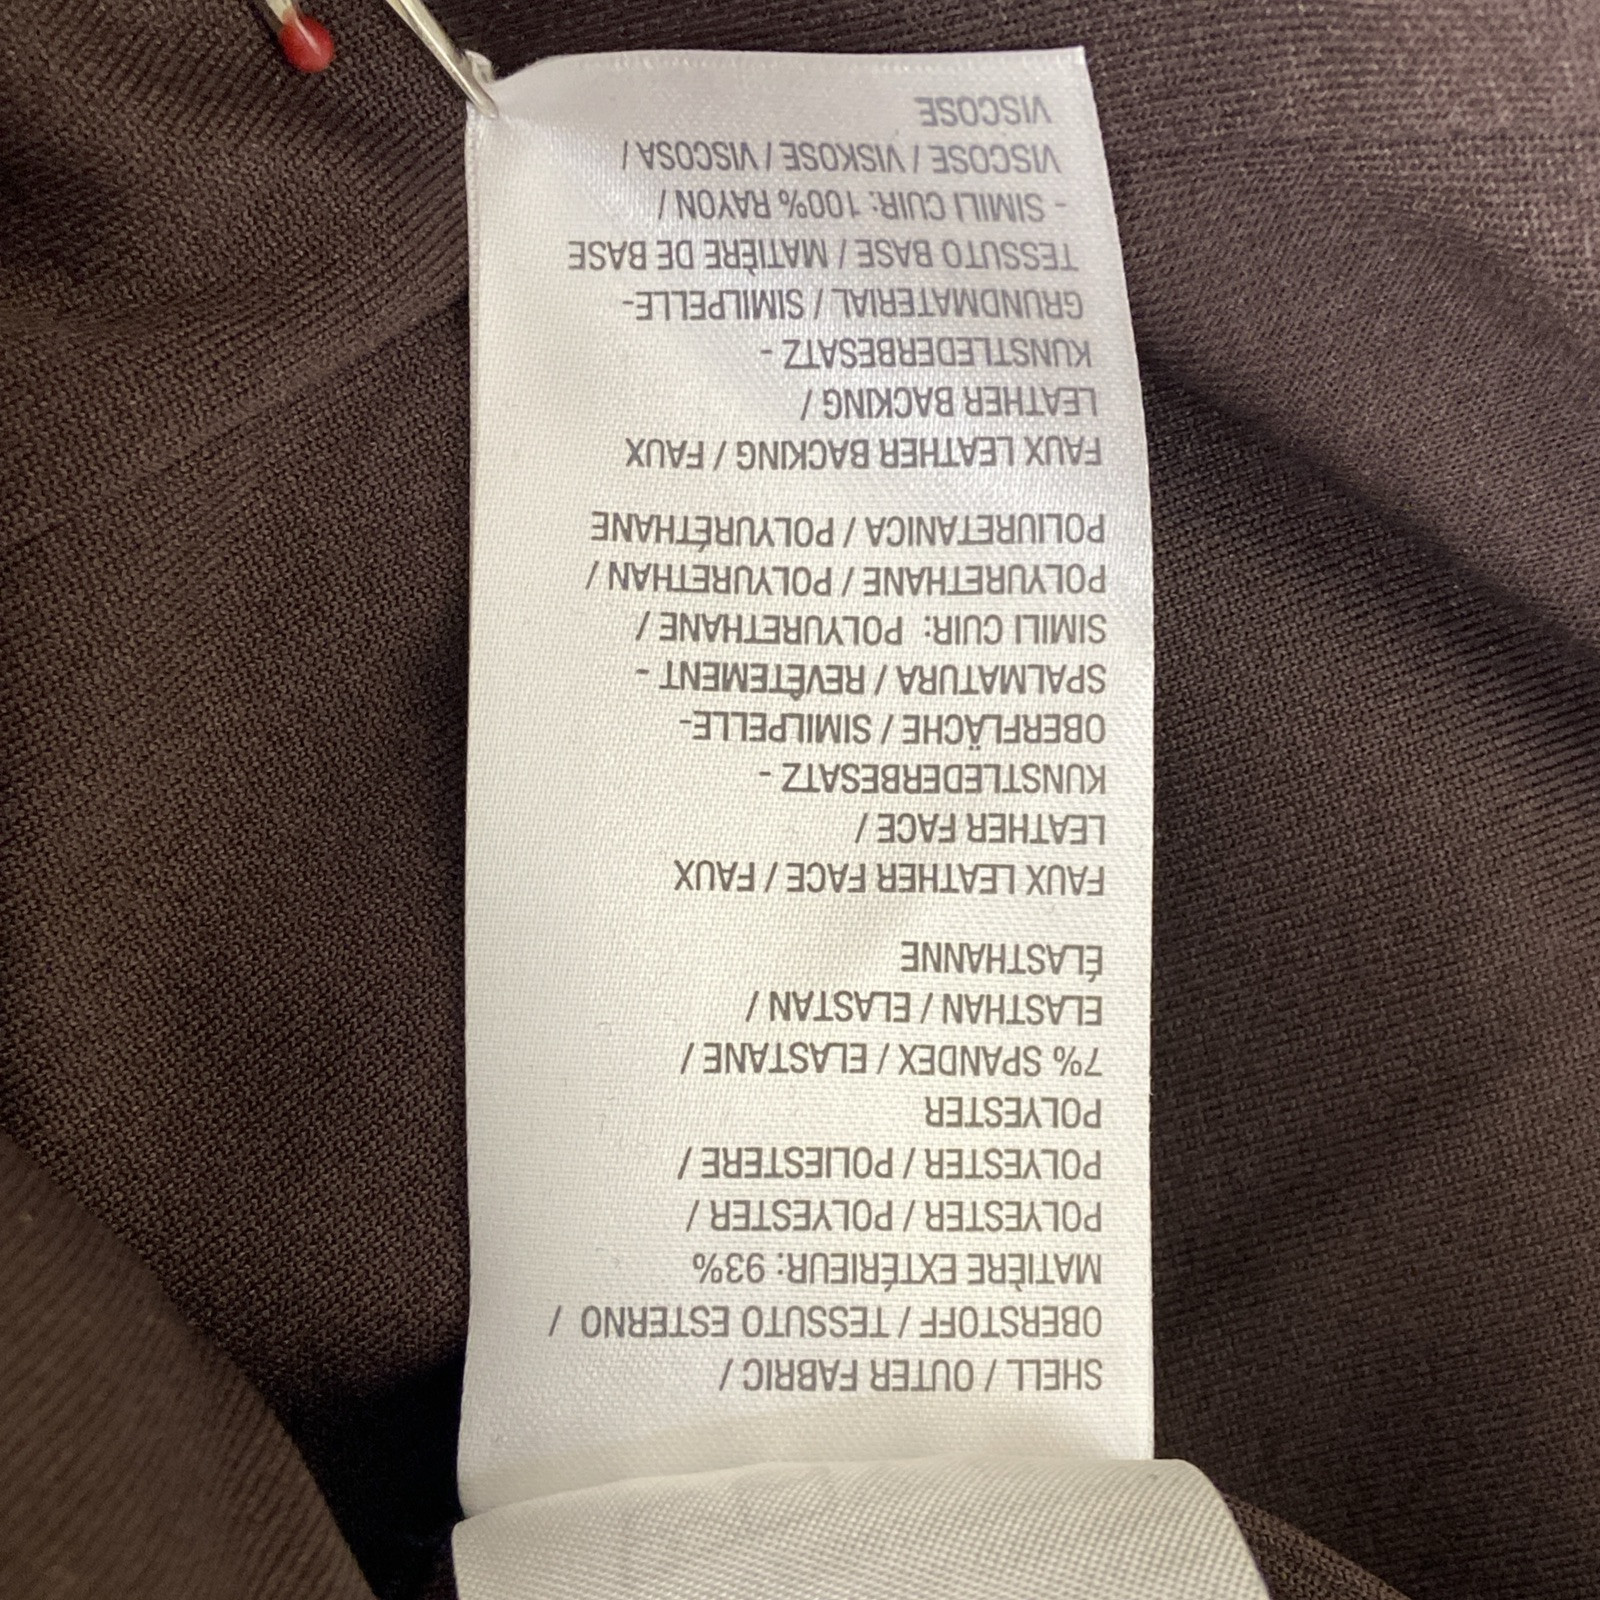 SHELL / OUTER FABRIC /
OBERSTOFF / TESSUTO ESTERNO /
MATIÈRE EXTÉRIEUR: 93%
POLYESTER / POLYESTER /
POLYESTER / POLIESTERE /
POLYESTER
7% SPANDEX / ELASTANE /
ELASTHAN / ELASTAN /
ÉLASTHANNE
FAUX LEATHER FACE / FAUX
LEATHER FACE /
KUNSTLEDERBESATZ -
OBERFLÄCHE / SIMILPELLE-
SPALMATURA / REVÊTEMENT -
SIMILI CUIR: POLYURETHANE /
POLYURETHANE / POLYURETHAN /
POLIURETANICA / POLYURÉTHANE
FAUX LEATHER BACKING / FAUX
LEATHER BACKING /
KUNSTLEDERBESATZ -
GRUNDMATERIAL / SIMILPELLE-
TESSUTO BASE / MATIÈRE DE BASE
- SIMILI CUIR: 100% RAYON /
VISCOSE / VISKOSE / VISCOSA /
VISCOSE